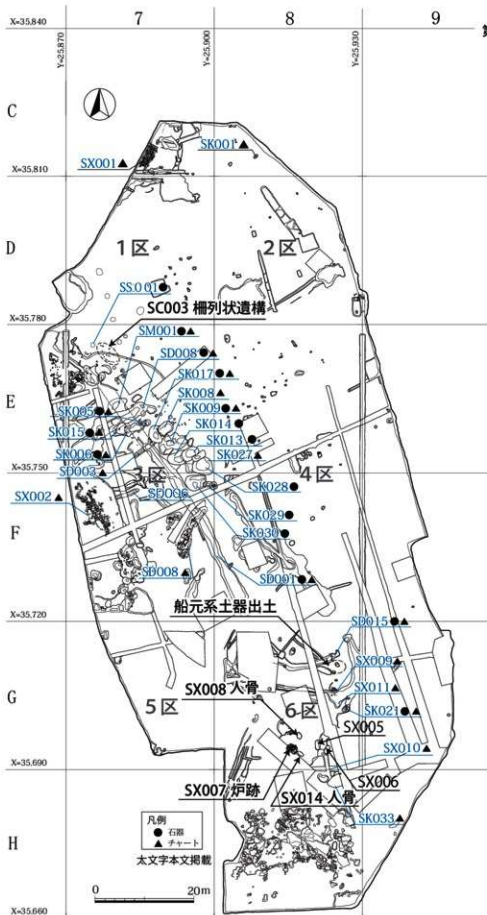 7 8 9
X=35.840
Y=25.870
Y=25.900
Y=25.930
C
SK001▲
SX001▲
X=35.810
D
1区
2区
SS001●
SC003 柵列状遺構
X=35.780
SM001●▲
SD008●▲
SK017●▲
E
SK008▲
SK005●▲
SK009●▲
SK014●
SK015●▲
SK013●
SK006●▲
SK027▲
X=35.750
SD003▲
3区
4区
SD006
SK028●
SX002▲
SK029●
F
SK030●
SD008▲
SD001●▲
船元系土器出土
X=35.720
SD015●▲
SX009▲
SX008 人骨
SX011▲
G
5区
6区
SK021●▲
SX005
SX010▲
X=35.690
SX006
SX007 炉跡
SX014 人骨
SK033▲
凡例
●石器
▲チャート
H
太文字本文掲載
0 20m
X=35.660